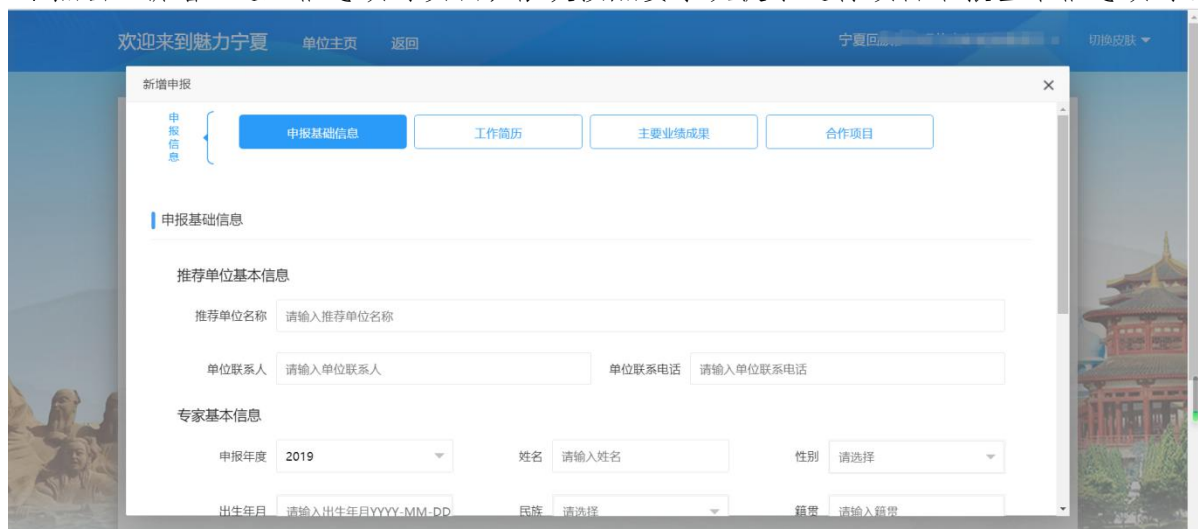 欢迎来到魅力宁夏 单位主页 返回 宁夏回 切换皮肤
新增申报
申报信息 申报基础信息 工作简历 主要业绩成果 合作项目
申报基础信息
推荐单位基本信息
推荐单位名称 请输入推荐单位名称
单位联系人 请输入单位联系人 单位联系电话 请输入单位联系电话
专家基本信息
申报年度 2019 姓名 请输入姓名 性别 请选择
出生年月 请输入出生年月YYYY-MM-DD 民族 请选择 籍贯 请输入籍贯